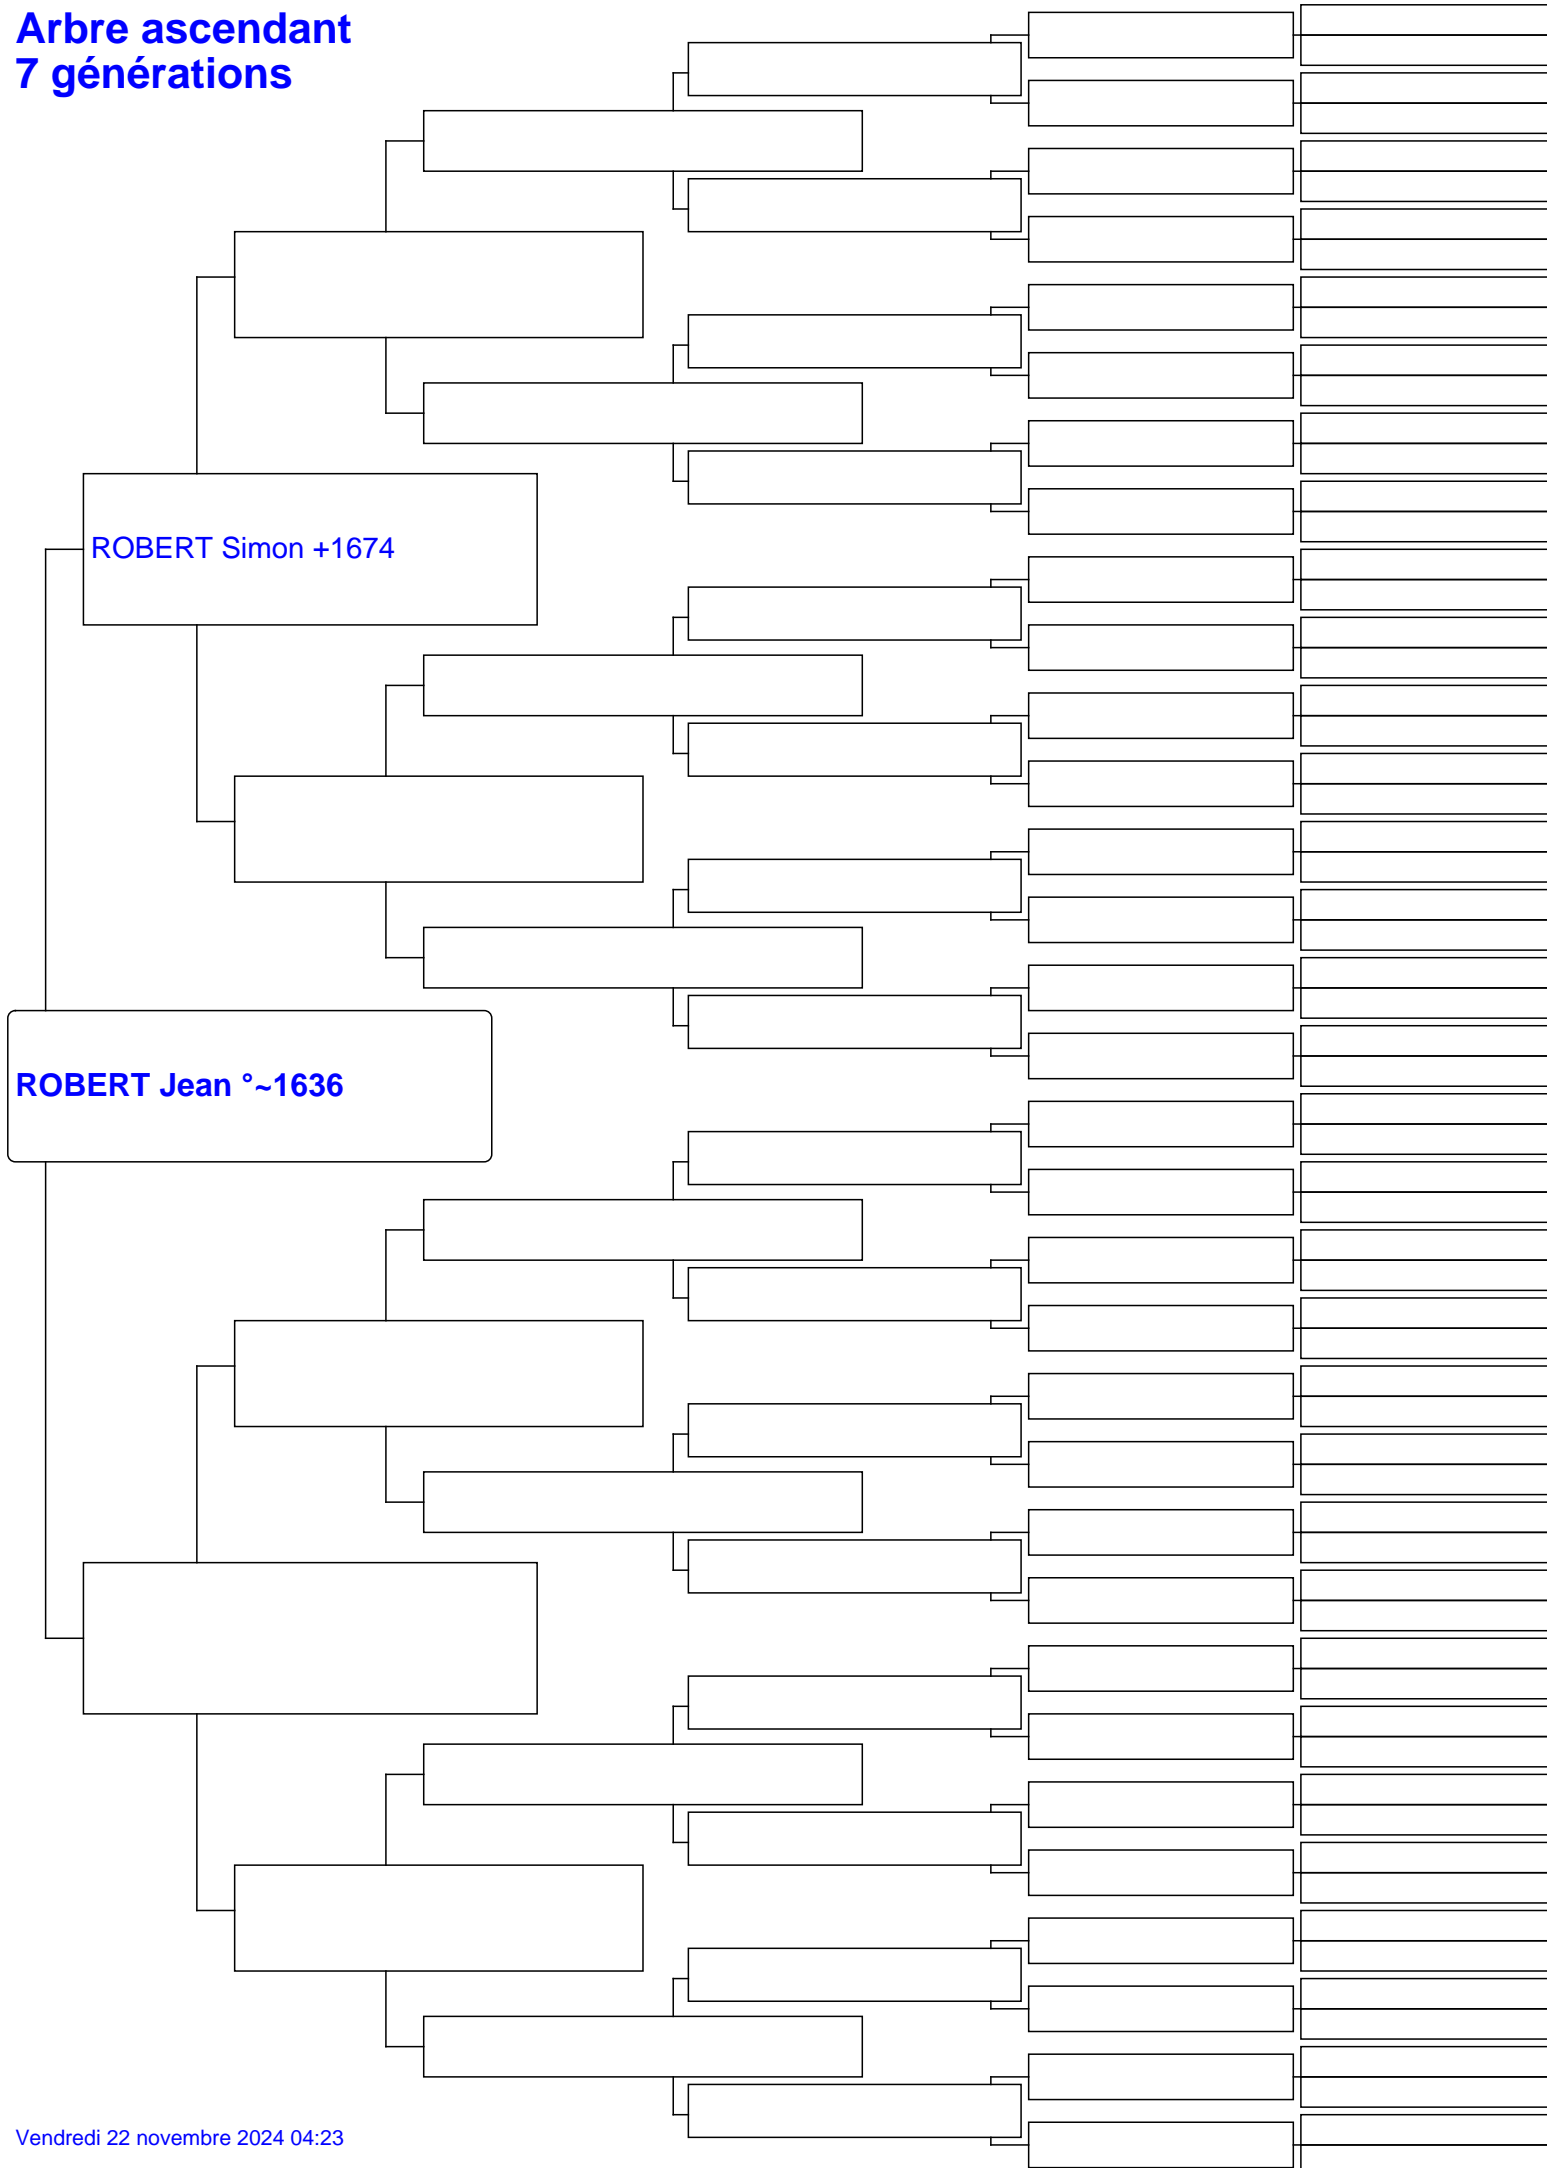 Arbre ascendant
7 générations
ROBERT Simon +1674
ROBERT Jean °~1636
Vendredi 22 novembre 2024 04:23